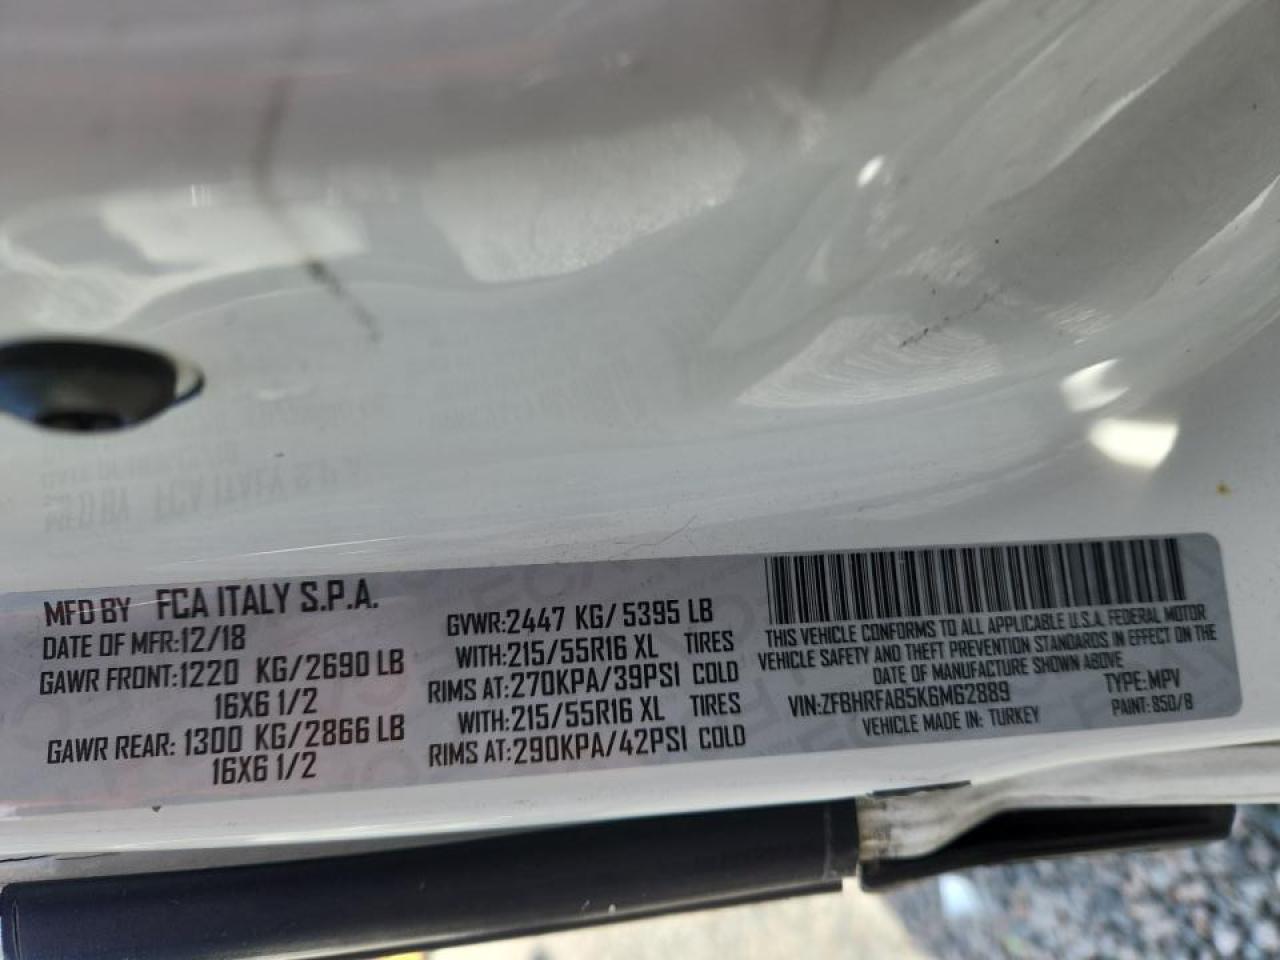 MFD BY FCA ITALY S.P.A.
DATE OF MFR:12/18
GAWR FRONT:1220 KG/2690 LB
16X6 1/2
GAWR REAR: 1300 KG/2866 LB
16X6 1/2
GVWR:2447 KG/ 5395 LB
WITH:215/55R16 XL TIRES
RIMS AT:270KPA/39PSI COLD
WITH:215/55R16 XL TIRES
RIMS AT:290KPA/42PSI COLD
THIS VEHICLE CONFORMS TO ALL APPLICABLE U.S.A. FEDERAL MOTOR
VEHICLE SAFETY AND THEFT PREVENTION STANDARDS IN EFFECT ON THE
DATE OF MANUFACTURE SHOWN ABOVE
VIN:ZFBHRFAB5K6M62889 TYPE:MPV
VEHICLE MADE IN: TURKEY PAINT: 850/B